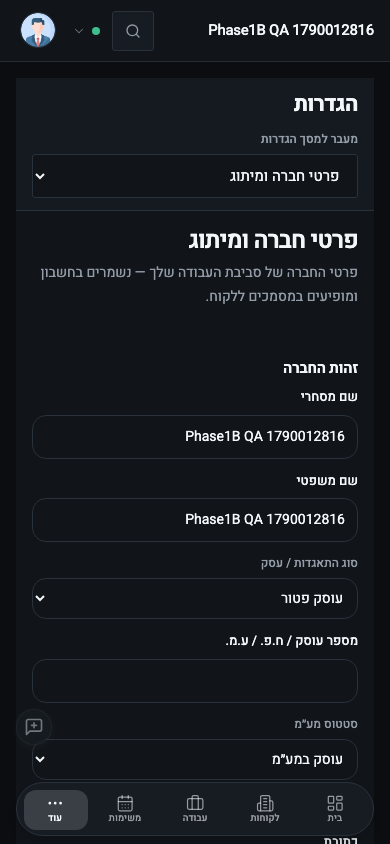 Phase1B QA 1790012816
הגדרות
מעבר למסך הגדרות
פרטי חברה ומיתוג
פרטי חברה ומיתוג
פרטי החברה של סביבת העבודה שלך — נשמרים בחשבון
ומופיעים במסמכים ללקוח.
זהות החברה
שם מסחרי
Phase1B QA 1790012816
שם משפטי
Phase1B QA 1790012816
סוג התאגדות / עסק
עוסק פטור
מספר עוסק / ח.פ. / ע.מ.
סטטוס מע״מ
עוסק במע״מ
בית
לקוחות
עבודה
משימות
עוד
כתובת